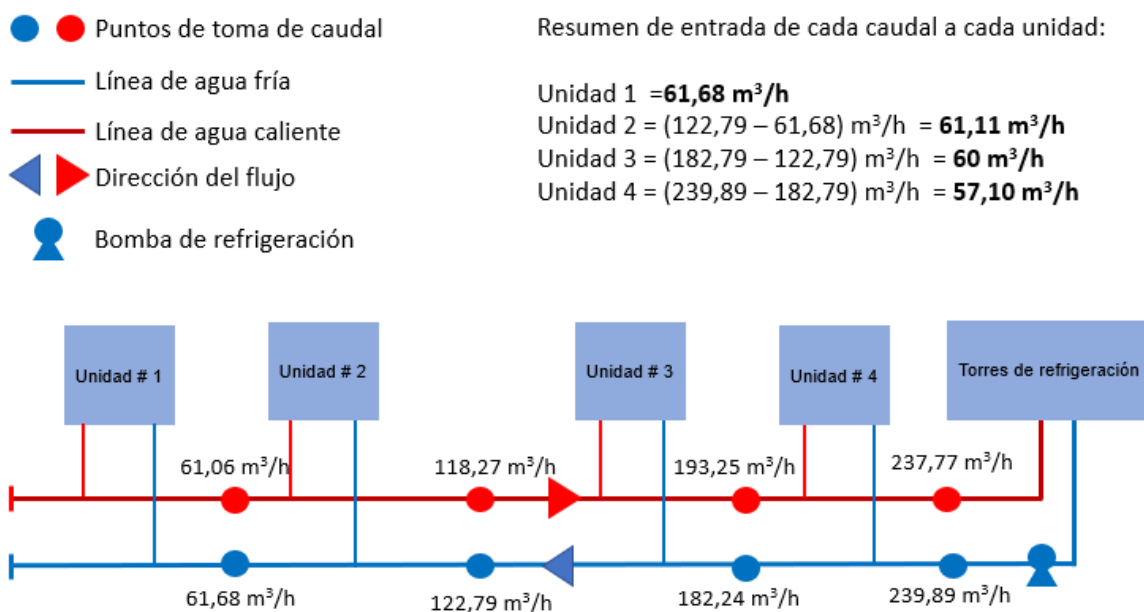 Puntos de toma de caudal
Línea de agua fría
Línea de agua caliente
Dirección del flujo
Bomba de refrigeración
Resumen de entrada de cada caudal a cada unidad:
Unidad 1 =61,68 m³/h
Unidad 2 = (122,79 – 61,68) m³/h = 61,11 m³/h
Unidad 3 = (182,79 – 122,79) m³/h = 60 m³/h
Unidad 4 = (239,89 – 182,79) m³/h = 57,10 m³/h
Unidad # 1
Unidad # 2
Unidad # 3
Unidad # 4
Torres de refrigeración
61,06 m³/h
118,27 m³/h
193,25 m³/h
237,77 m³/h
61,68 m³/h
122,79 m³/h
182,24 m³/h
239,89 m³/h